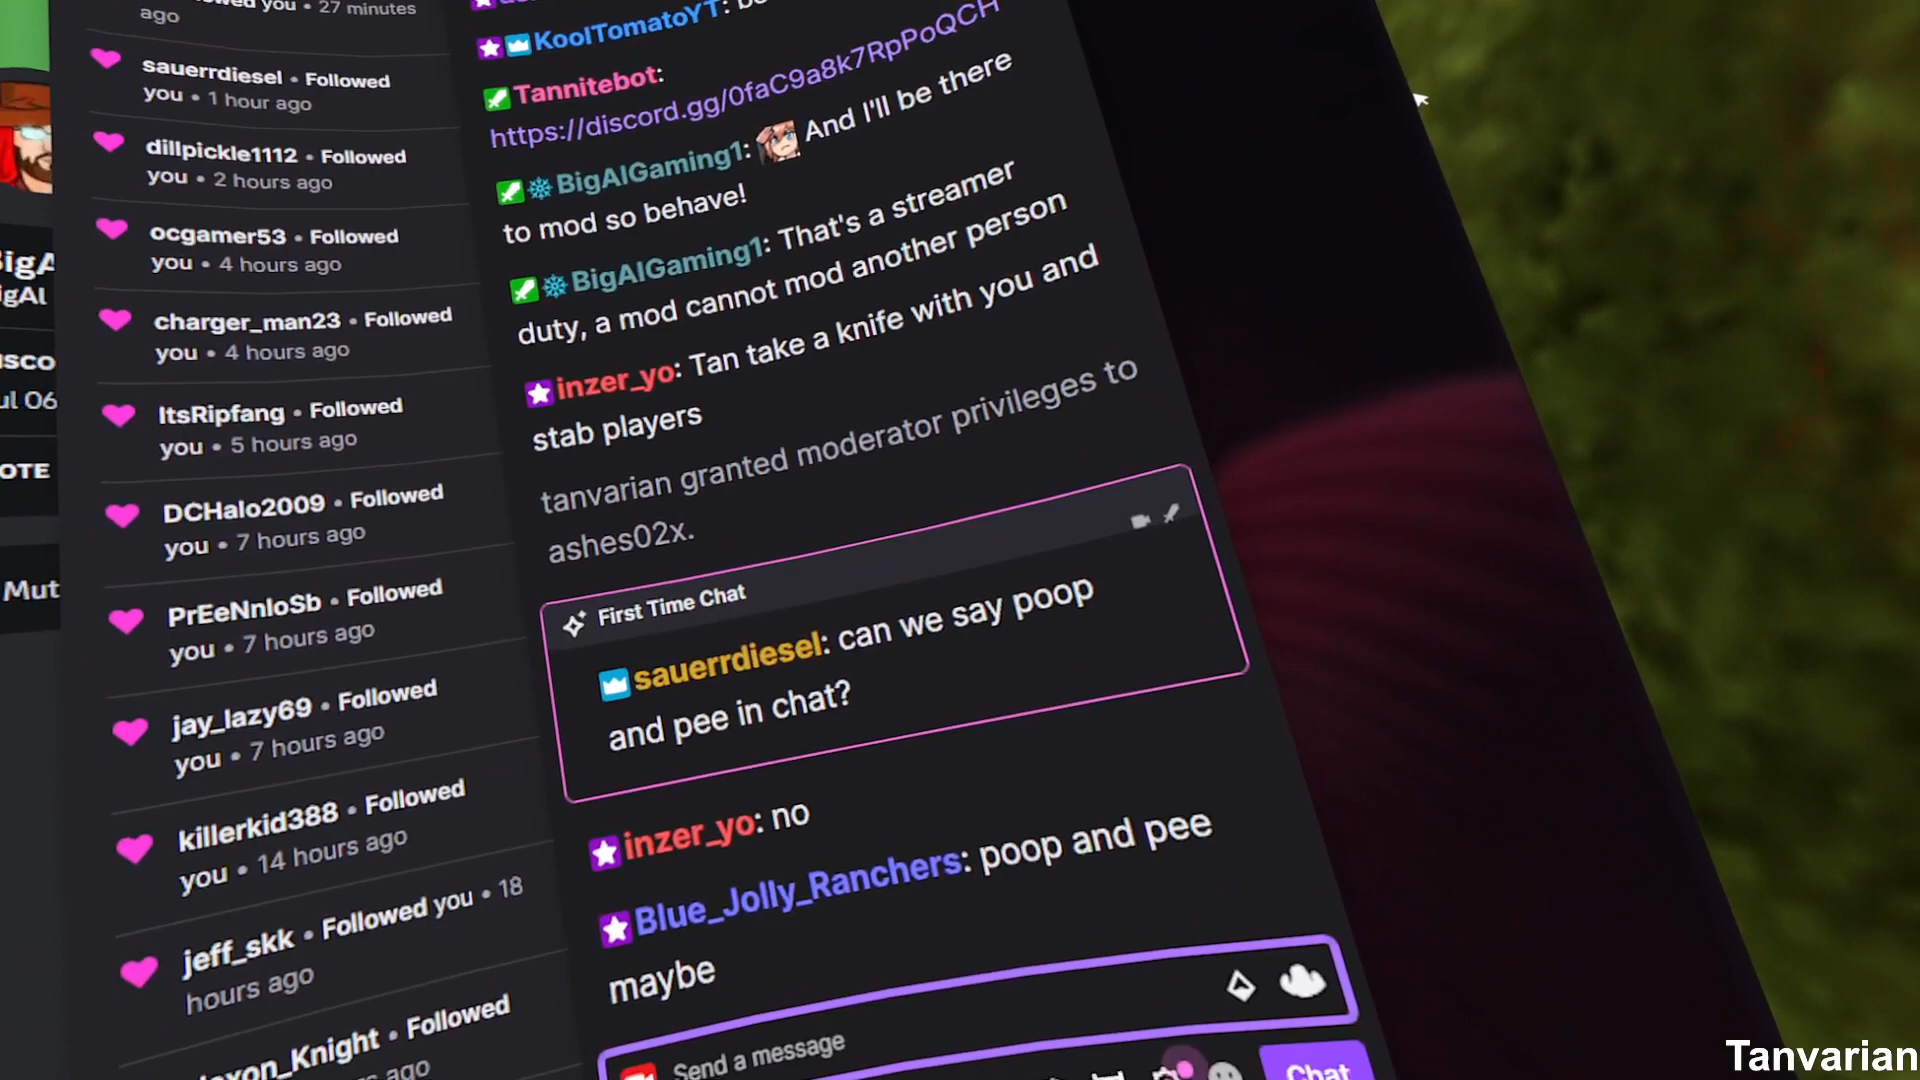 you • 27 minutes
ago
sauerrdiesel • Followed
you • 1 hour ago
dillpickle1112 • Followed
you • 2 hours ago
ocgamer53 • Followed
you • 4 hours ago
charger_man23 • Followed
you • 4 hours ago
ItsRipfang • Followed
you • 5 hours ago
DCHalo2009 • Followed
you • 7 hours ago
PrEeNnIoSb • Followed
you • 7 hours ago
jay_lazy69 • Followed
you • 7 hours ago
killerkid388 • Followed
you • 14 hours ago
jeff_skk • Followed you • 18
hours ago
• Followed
ago
KoolTomatoYT:
Tannitebot:
https://discord.gg/0faC9a8k7RpPoQCH
BigAlGaming1: And I'll be there
to mod so behave!
BigAlGaming1: That's a streamer
duty, a mod cannot mod another person
inzer_yo: Tan take a knife with you and
stab players
tanvarian granted moderator privileges to
ashes02x.
First Time Chat
sauerrdiesel: can we say poop
and pee in chat?
inzer_yo: no
Blue_Jolly_Ranchers: poop and pee
maybe
Send a message
Chat
Tanvarian